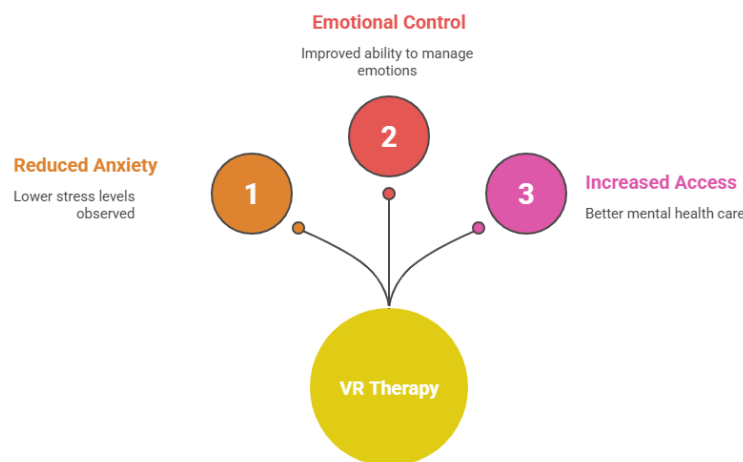 Emotional Control
Improved ability to manage
emotions
2
Reduced Anxiety
Lower stress levels
observed
1
3
Increased Access
Better mental health care
VR Therapy